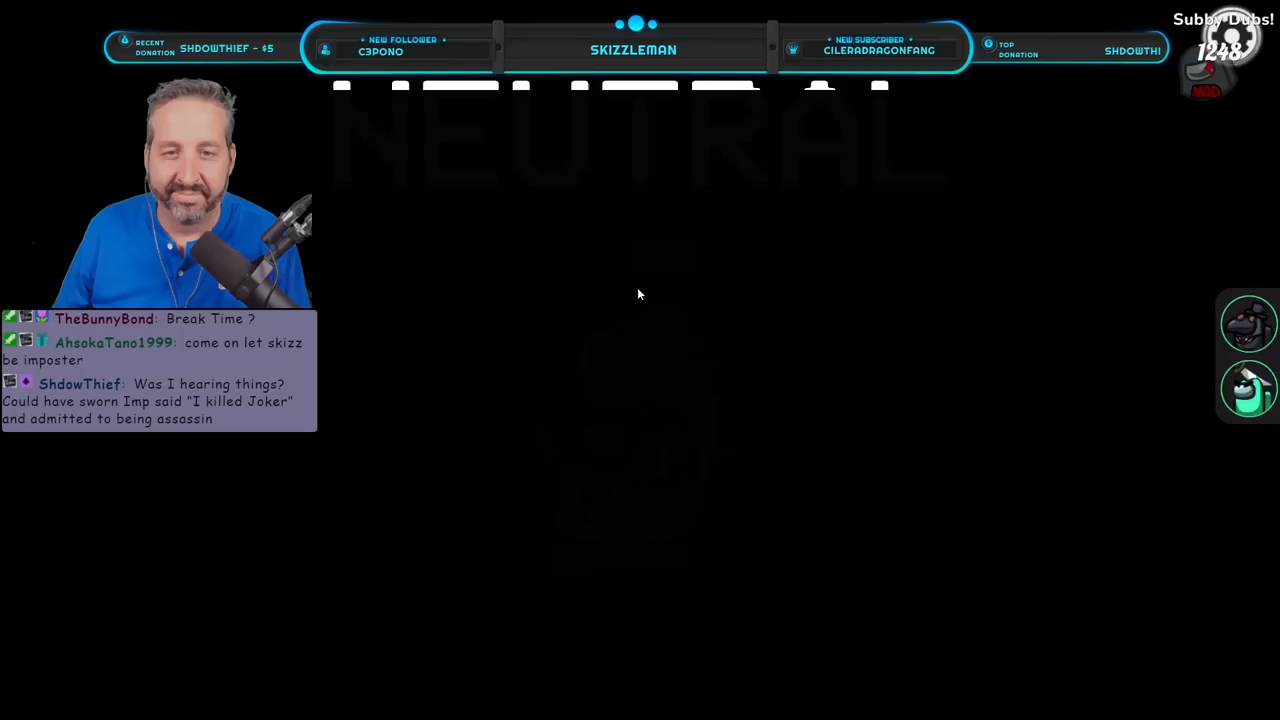 Subby Dubs!
1248
MOD
RECENT DONATION
SHDOWTHIEF - $5
NEW FOLLOWER
C3PONO
SKIZZLEMAN
NEW SUBSCRIBER
CILERADRAGONFANG
TOP DONATION
SHDOWTHI
NEUTRAL
TheBunnyBond: Break Time ?
AhsokaTano1999: come on let skizz
be imposter
ShdowThief: Was I hearing things?
Could have sworn Imp said "I killed Joker"
and admitted to being assassin